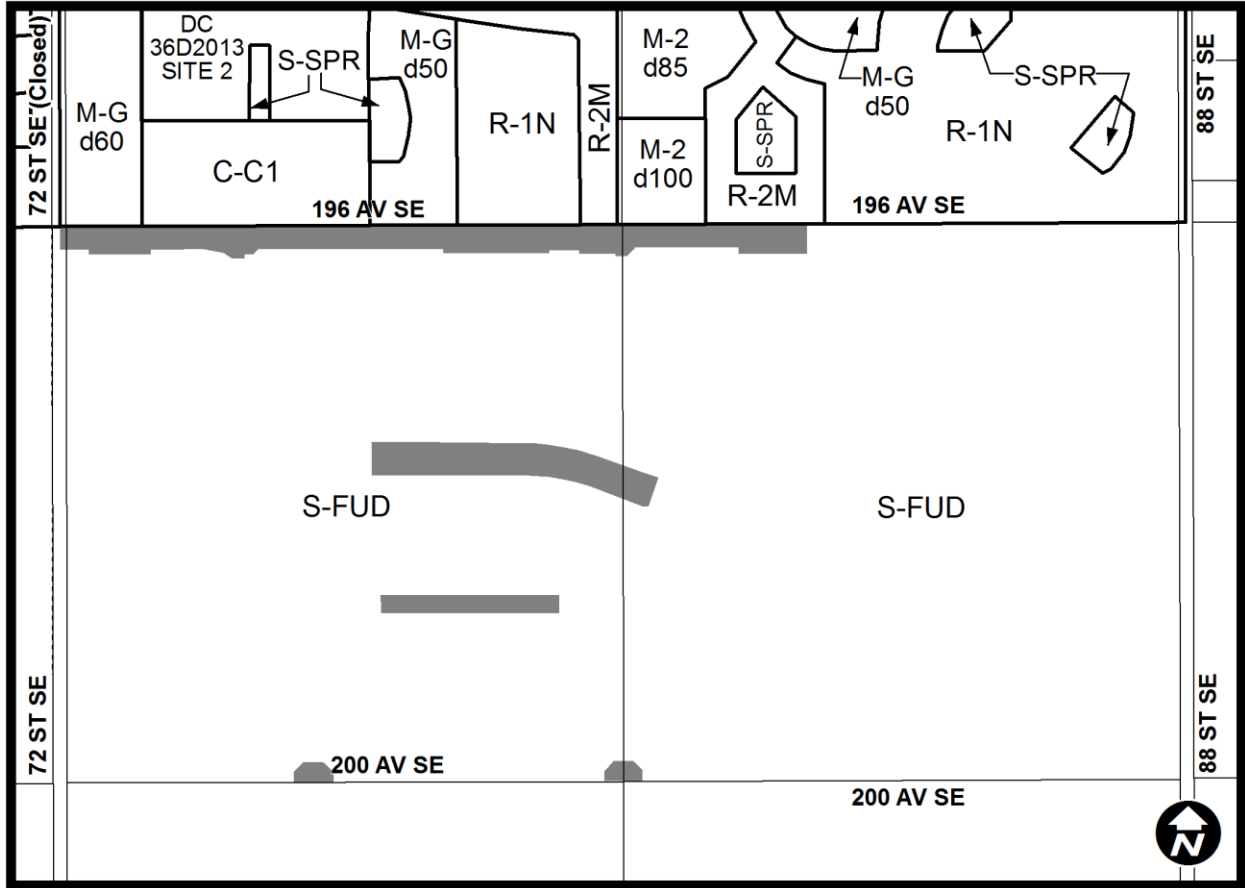 72 ST SE (Closed)
DC
36D2013
SITE 2
S-SPR
M-G
d50
M-G
d60
C-C1
R-1N
R-2M
M-2
d85
M-2
d100
S-SPR
R-2M
M-G
d50
S-SPR
R-1N
88 ST SE
196 AV SE
196 AV SE
S-FUD
S-FUD
72 ST SE
88 ST SE
200 AV SE
200 AV SE
N